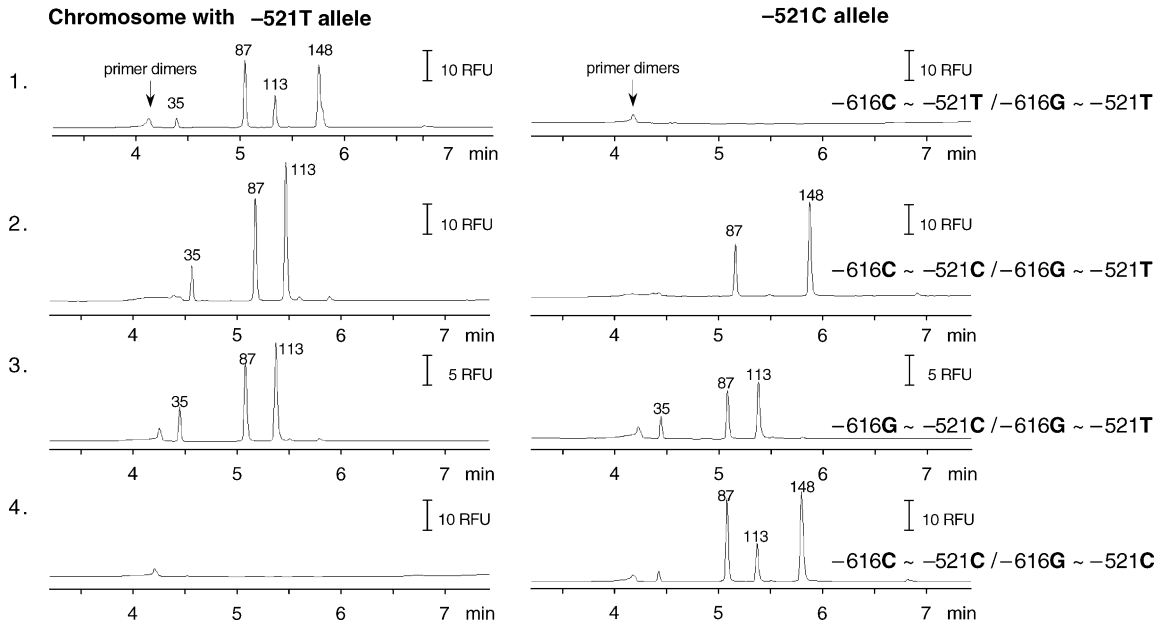 Chromosome with –521T allele
–521C allele
1.
primer dimers
35
87
113
148
10 RFU
4 5 6 7 min
primer dimers
10 RFU
–616C ~ –521T / –616G ~ –521T
4 5 6 7 min
2.
35
87
113
10 RFU
4 5 6 7 min
87
148
10 RFU
–616C ~ –521C / –616G ~ –521T
4 5 6 7 min
3.
35
87
113
5 RFU
4 5 6 7 min
35
87
113
5 RFU
–616G ~ –521C / –616G ~ –521T
4 5 6 7 min
4.
10 RFU
4 5 6 7 min
87
113
148
10 RFU
–616C ~ –521C / –616G ~ –521C
4 5 6 7 min